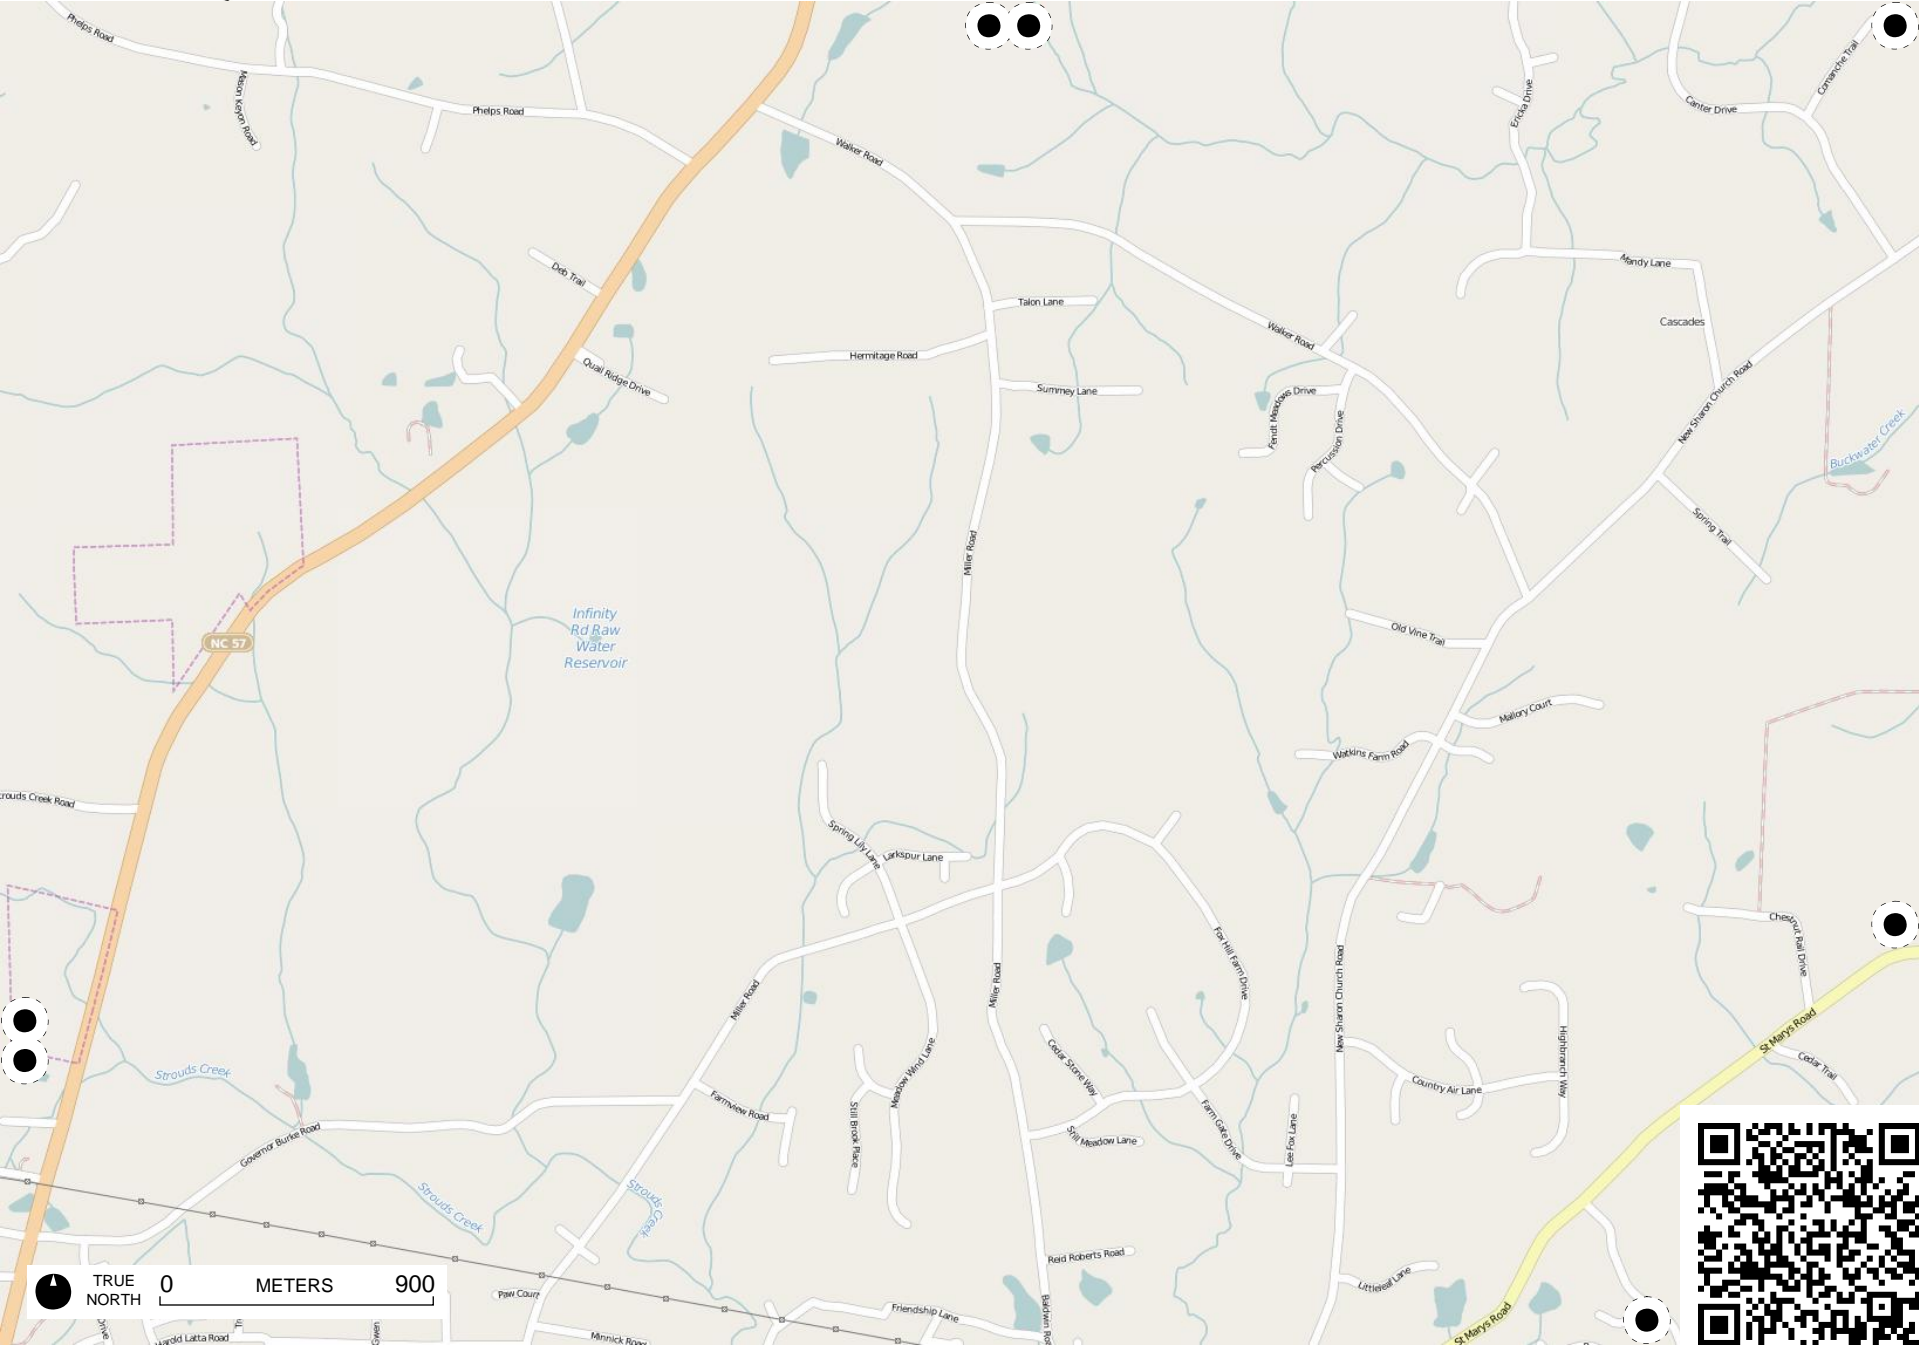 Phelps Road
Mason Kenyon Road
Phelps Road
Walker Road
Ericka Drive
Canter Drive
Comanche Trail
Deb Trail
Quail Ridge Drive
Talon Lane
Hermitage Road
Summey Lane
Walker Road
Mandy Lane
Cascades
New Sharon Church Road
Fendt Meadows Drive
Percussion Drive
Buckwater Creek
Spring Trail
Miller Road
Infinity
Rd Raw
Water
Reservoir
NC 57
Old Vine Trail
Mallory Court
Watkins Farm Road
Strouds Creek Road
Spring Lily Lane
Larkspur Lane
Miller Road
Miller Road
Fox Hill Farm Drive
New Sharon Church Road
Chestnut Rail Drive
St Marys Road
Cedar Trail
Highbranch Way
Country Air Lane
Strouds Creek
Governor Burke Road
Farmview Road
Still Brook Place
Meadow Wind Lane
Cedar Stone Way
Still Meadow Lane
Farm Gate Drive
Lee Fox Lane
Strouds Creek
Strouds Creek
Reid Roberts Road
Littleleaf Lane
St Marys Road
Paw Court
Friendship Lane
Minnick Road
Harold Latta Road
Gwen
Drive
TRUE
NORTH
0 METERS 900